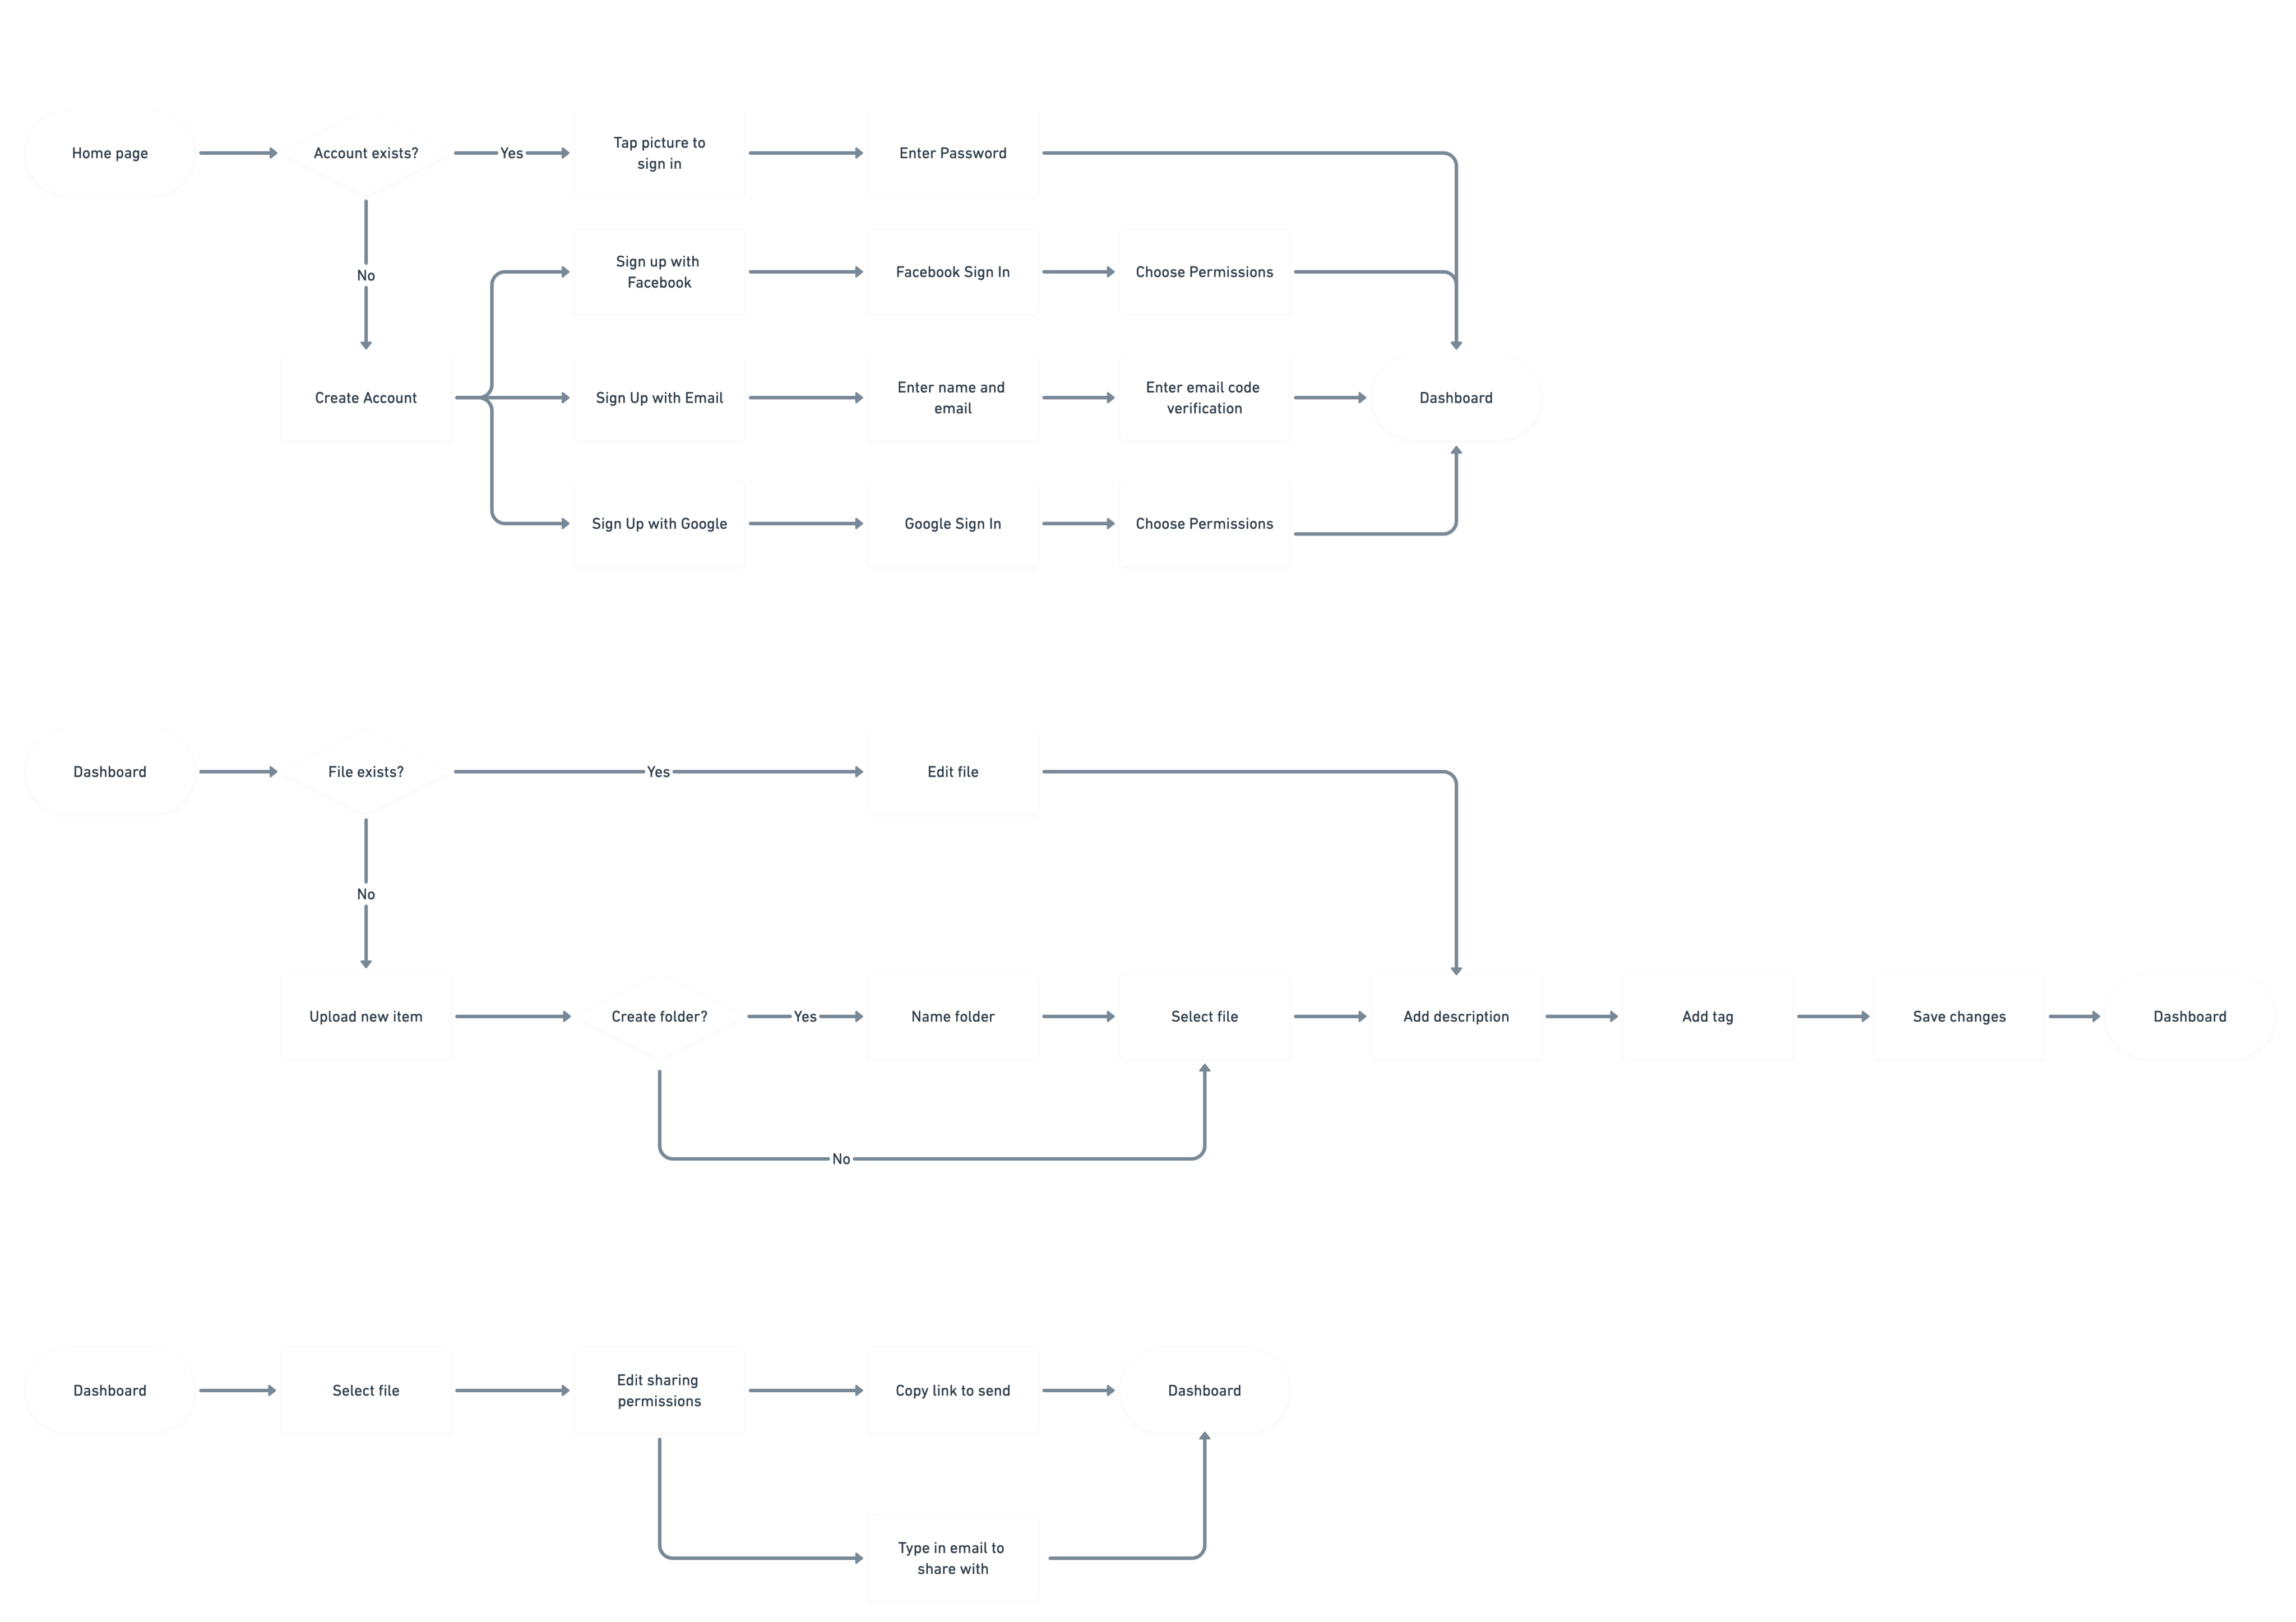 Home page
Account exists?
Yes
Tap picture to
sign in
Enter Password
No
Sign up with
Facebook
Facebook Sign In
Choose Permissions
Create Account
Sign Up with Email
Enter name and
email
Enter email code
verification
Dashboard
Sign Up with Google
Google Sign In
Choose Permissions
Dashboard
File exists?
Yes
Edit file
No
Upload new item
Create folder?
Yes
Name folder
Select file
Add description
Add tag
Save changes
Dashboard
No
Dashboard
Select file
Edit sharing
permissions
Copy link to send
Dashboard
Type in email to
share with